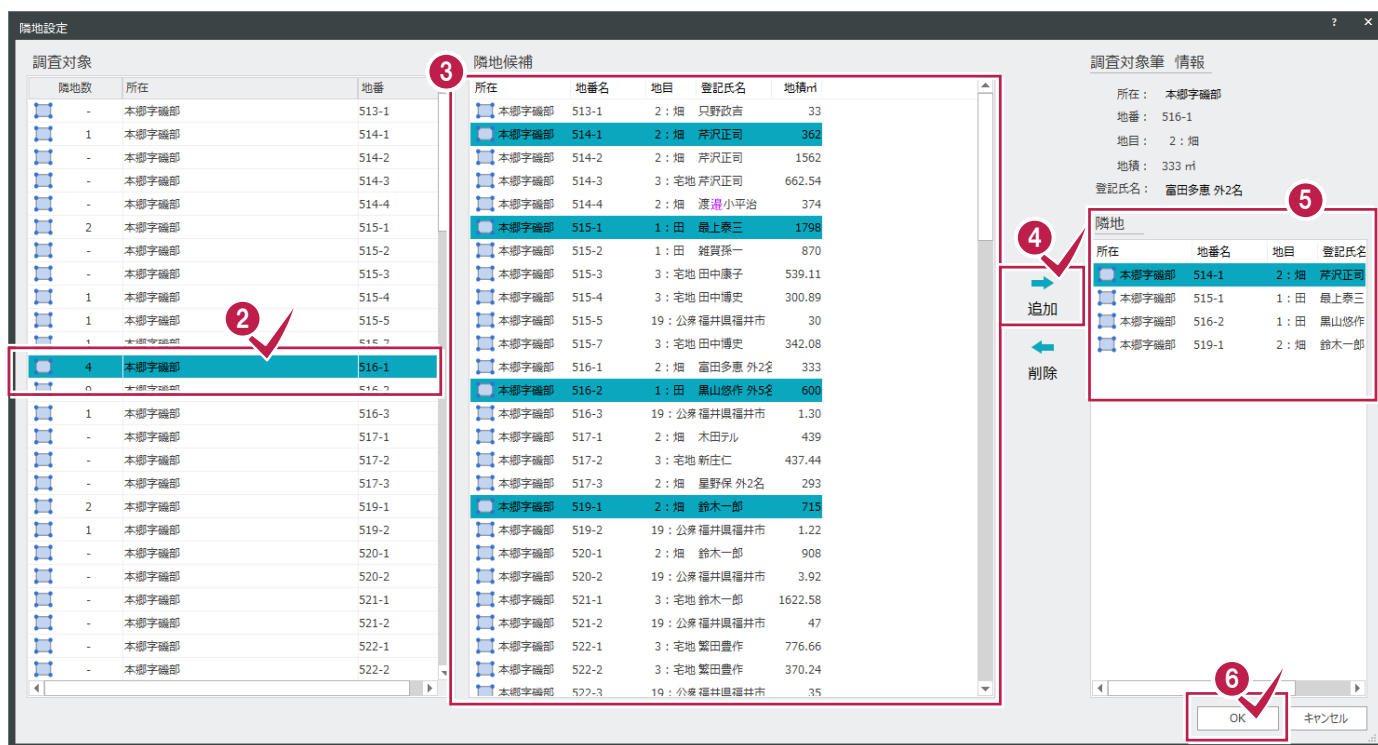 隣地設定 ? ×
調査対象
隣地数 所在 地番
- 本郷字磯部 513-1
1 本郷字磯部 514-1
- 本郷字磯部 514-2
- 本郷字磯部 514-3
- 本郷字磯部 514-4
2 本郷字磯部 515-1
- 本郷字磯部 515-2
- 本郷字磯部 515-3
1 本郷字磯部 515-4
1 本郷字磯部 515-5
1 本郷字磯部 515-7
2
4 本郷字磯部 516-1
本郷字磯部 516-2
1 本郷字磯部 516-3
- 本郷字磯部 517-1
- 本郷字磯部 517-2
- 本郷字磯部 517-3
2 本郷字磯部 519-1
1 本郷字磯部 519-2
- 本郷字磯部 520-1
- 本郷字磯部 520-2
- 本郷字磯部 521-1
- 本郷字磯部 521-2
- 本郷字磯部 522-1
- 本郷字磯部 522-2
3
隣地候補
所在 地番名 地目 登記氏名 地積㎡
本郷字磯部 513-1 2：畑 只野政吉 33
本郷字磯部 514-1 2：畑 芹沢正司 362
本郷字磯部 514-2 2：畑 芹沢正司 1562
本郷字磯部 514-3 3：宅地 芹沢正司 662.54
本郷字磯部 514-4 2：畑 渡邉小平治 374
本郷字磯部 515-1 1：田 最上泰三 1798
本郷字磯部 515-2 1：田 雑賀孫一 870
本郷字磯部 515-3 3：宅地 田中康子 539.11
本郷字磯部 515-4 3：宅地 田中博史 300.89
本郷字磯部 515-5 19：公衆 福井県福井市 30
本郷字磯部 515-7 3：宅地 田中博史 342.08
本郷字磯部 516-1 2：畑 富田多恵 外2名 333
本郷字磯部 516-2 1：田 黒山悠作 外5名 600
本郷字磯部 516-3 19：公衆 福井県福井市 1.30
本郷字磯部 517-1 2：畑 木田テル 439
本郷字磯部 517-2 3：宅地 新庄仁 437.44
本郷字磯部 517-3 2：畑 星野保 外2名 293
本郷字磯部 519-1 2：畑 鈴木一郎 715
本郷字磯部 519-2 19：公衆 福井県福井市 1.22
本郷字磯部 520-1 2：畑 鈴木一郎 908
本郷字磯部 520-2 19：公衆 福井県福井市 3.92
本郷字磯部 521-1 3：宅地 鈴木一郎 1622.58
本郷字磯部 521-2 19：公衆 福井県福井市 47
本郷字磯部 522-1 3：宅地 繁田豊作 776.66
本郷字磯部 522-2 3：宅地 繁田豊作 370.24
本郷字磯部 522-3 19：公衆 福井県福井市 35
4
追加
削除
調査対象筆 情報
所在： 本郷字磯部
地番： 516-1
地目： 2：畑
地積： 333 ㎡
登記氏名： 富田多恵 外2名
5
隣地
所在 地番名 地目 登記氏名
本郷字磯部 514-1 2：畑 芹沢正司
本郷字磯部 515-1 1：田 最上泰三
本郷字磯部 516-2 1：田 黒山悠作
本郷字磯部 519-1 2：畑 鈴木一郎
6
OK キャンセル